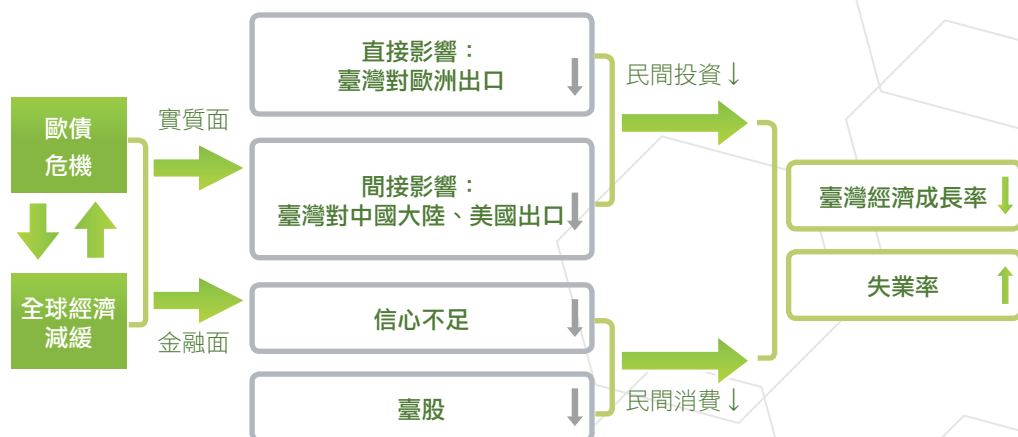 歐債
危機
全球經濟
減緩
實質面
金融面
直接影響：
臺灣對歐洲出口
間接影響：
臺灣對中國大陸、美國出口
信心不足
臺股
民間投資↓
民間消費↓
臺灣經濟成長率
失業率